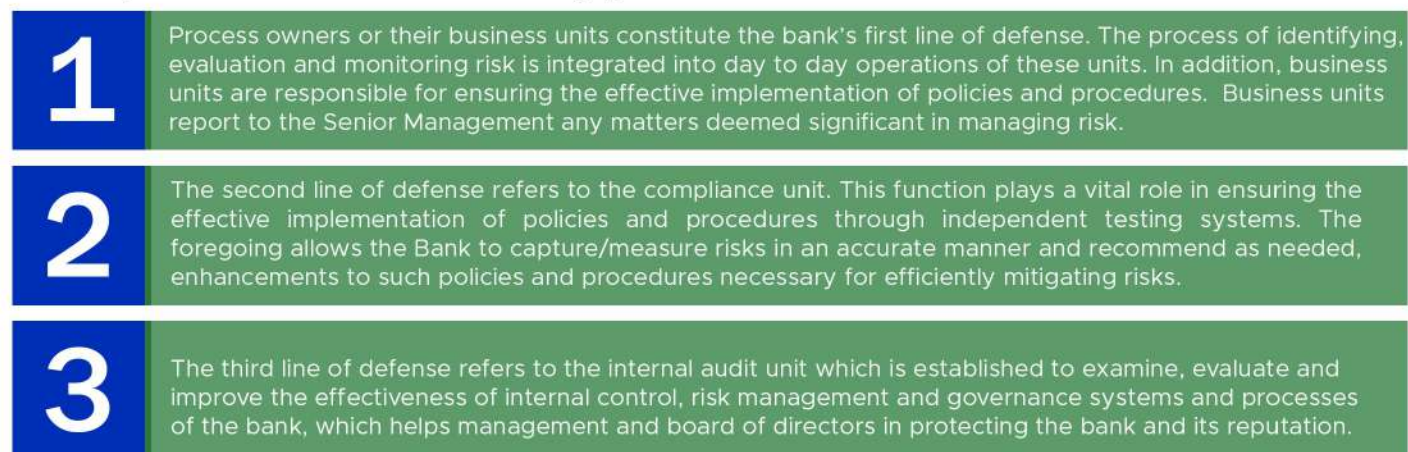 1
Process owners or their business units constitute the bank's first line of defense. The process of identifying,
evaluation and monitoring risk is integrated into day to day operations of these units. In addition, business
units are responsible for ensuring the effective implementation of policies and procedures.  Business units
report to the Senior Management any matters deemed significant in managing risk.
2
The second line of defense refers to the compliance unit. This function plays a vital role in ensuring the
effective implementation of policies and procedures through independent testing systems. The
foregoing allows the Bank to capture/measure risks in an accurate manner and recommend as needed,
enhancements to such policies and procedures necessary for efficiently mitigating risks.
3
The third line of defense refers to the internal audit unit which is established to examine, evaluate and
improve the effectiveness of internal control, risk management and governance systems and processes
of the bank, which helps management and board of directors in protecting the bank and its reputation.